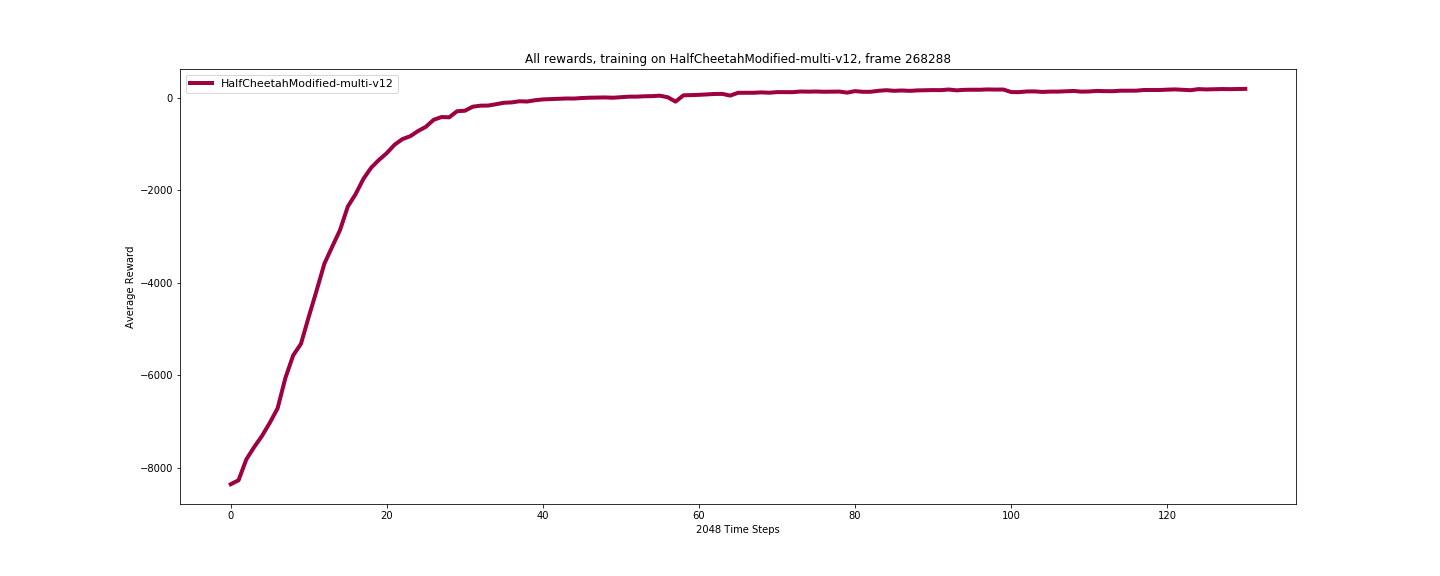 All rewards, training on HalfCheetahModified-multi-v12, frame 268288
HalfCheetahModified-multi-v12
Average Reward
0
−2000
−4000
−6000
−8000
0 20 40 60 80 100 120
2048 Time Steps